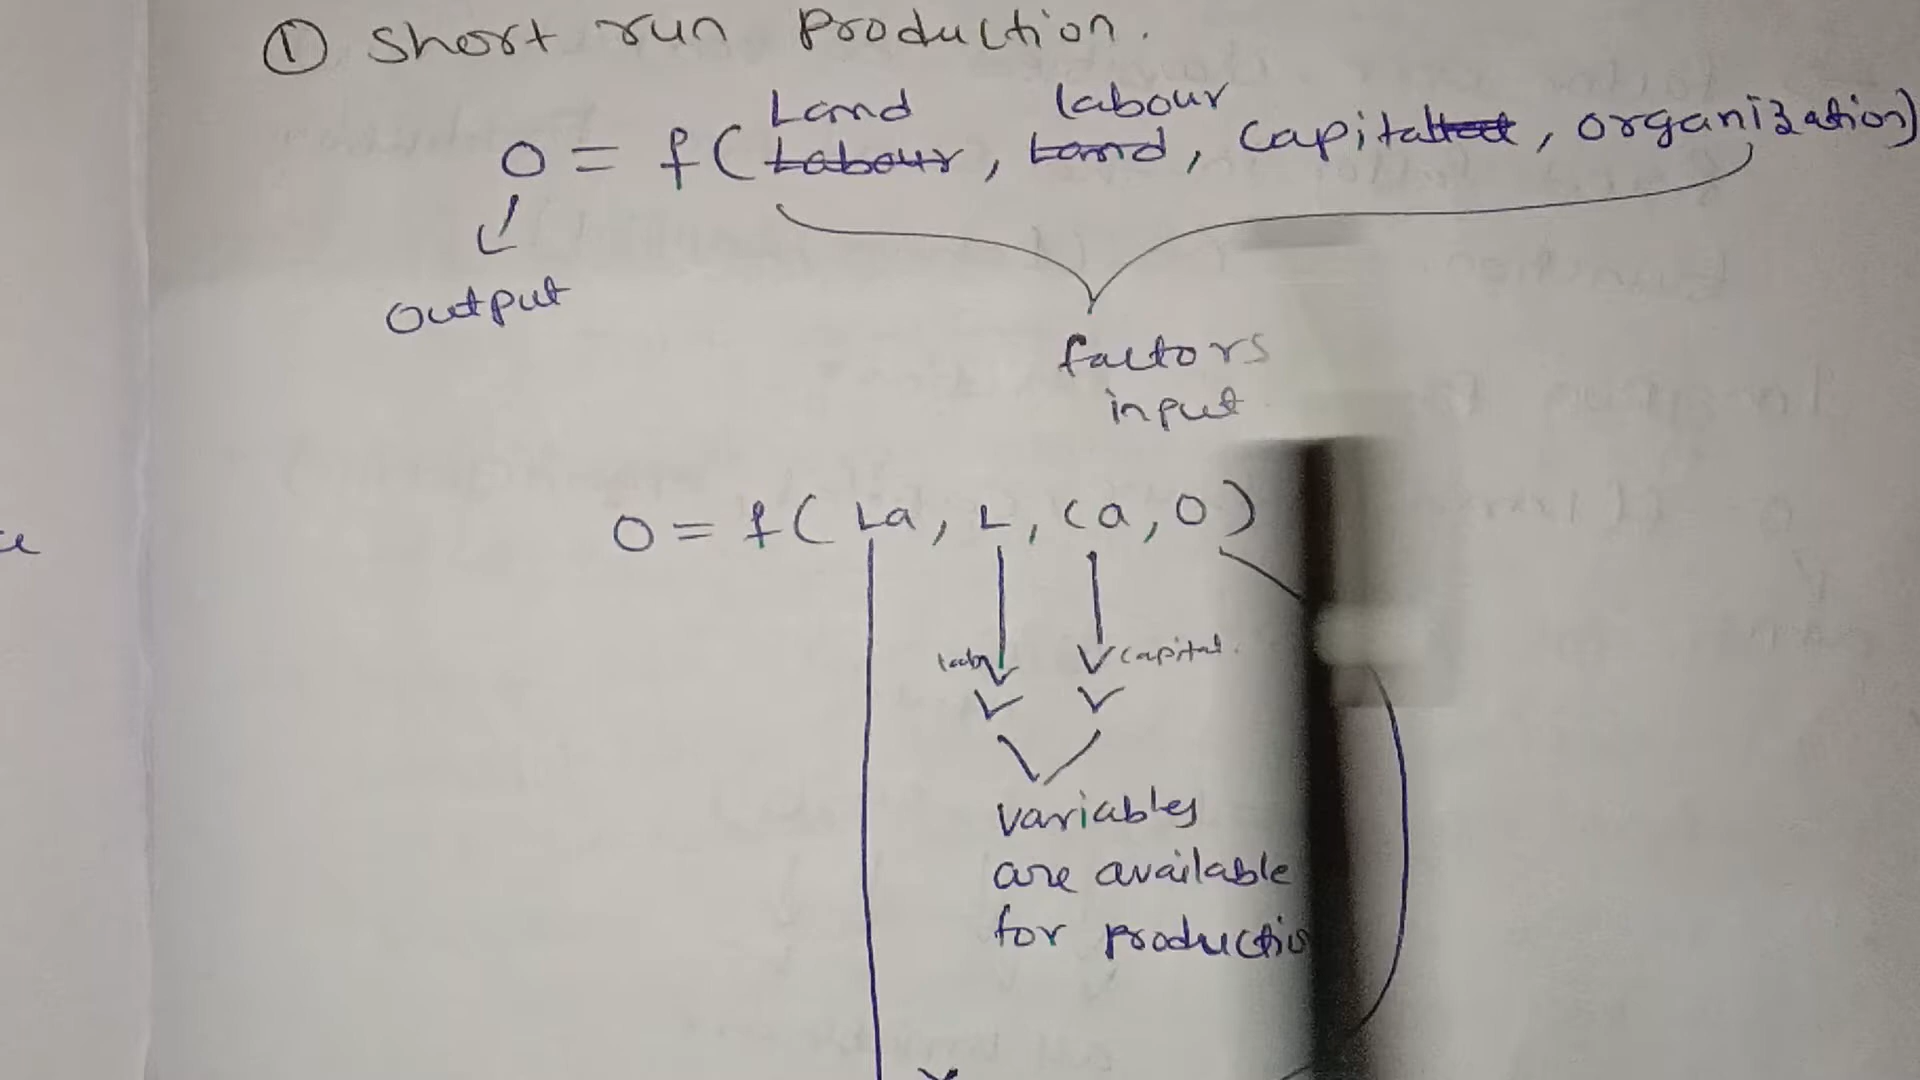 ① Short run production.
Land labour
O = f( Labour, Land, Capital, organization)
Output
factors
input
O = f( La, L, Ca, O )
capital.
variables
are available
for productio